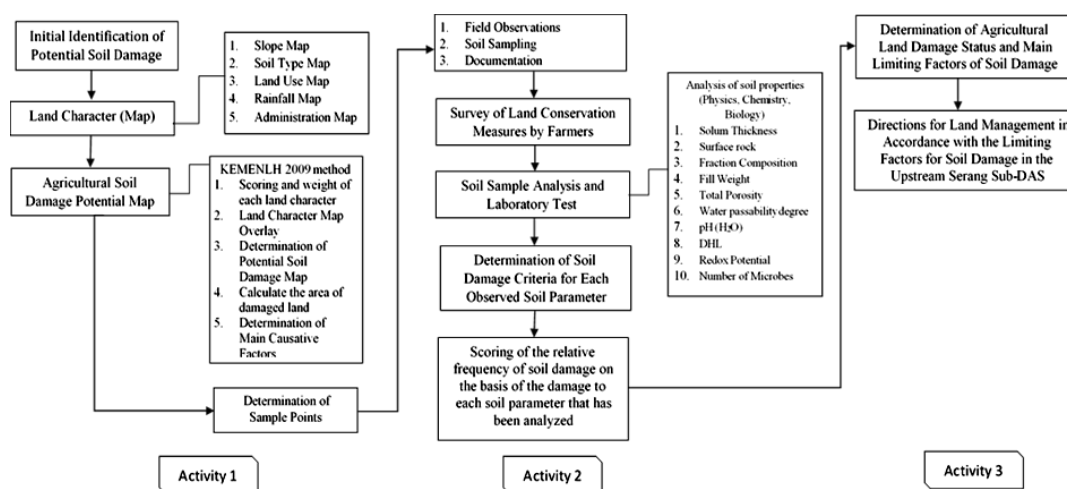 Initial Identification of
Potential Soil Damage
Land Character (Map)
1. Slope Map
2. Soil Type Map
3. Land Use Map
4. Rainfall Map
5. Administration Map
Agricultural Soil
Damage Potential Map
KEMENLH 2009 method
1. Scoring and weight of
each land character
2. Land Character Map
Overlay
3. Determination of
Potential Soil
Damage Map
4. Calculate the area of
damaged land
5. Determination of
Main Causative
Factors
Determination of
Sample Points
Activity 1
1. Field Observations
2. Soil Sampling
3. Documentation
Survey of Land Conservation
Measures by Farmers
Soil Sample Analysis and
Laboratory Test
Analysis of soil properties
(Physics, Chemistry,
Biology)
1. Solum Thickness
2. Surface rock
3. Fraction Composition
4. Fill Weight
5. Total Porosity
6. Water passability degree
7. pH (H₂O)
8. DHL
9. Redox Potential
10. Number of Microbes
Determination of Soil
Damage Criteria for Each
Observed Soil Parameter
Scoring of the relative
frequency of soil damage on
the basis of the damage to
each soil parameter that has
been analyzed
Activity 2
Determination of Agricultural
Land Damage Status and Main
Limiting Factors of Soil Damage
Directions for Land Management in
Accordance with the Limiting
Factors for Soil Damage in the
Upstream Serang Sub-DAS
Activity 3